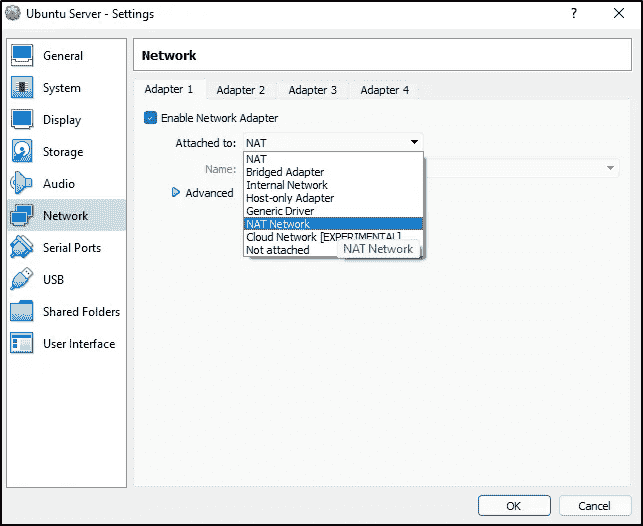 Ubuntu Server - Settings ? ×
General
System
Display
Storage
Audio
Network
Serial Ports
USB
Shared Folders
User Interface
Network
Adapter 1 Adapter 2 Adapter 3 Adapter 4
Enable Network Adapter
Attached to: NAT
Name:
Advanced
NAT
Bridged Adapter
Internal Network
Host-only Adapter
Generic Driver
NAT Network
Cloud Network [EXPERIMENTAL]
Not attached
NAT Network
OK Cancel